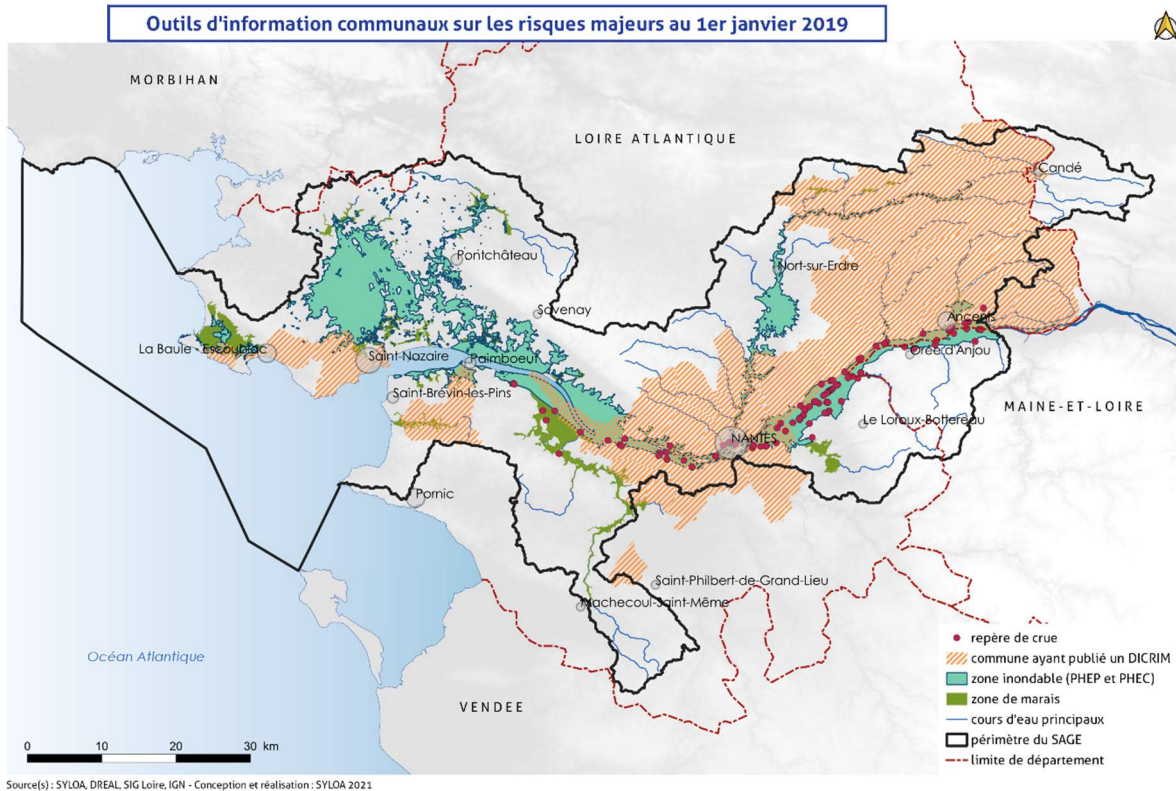 Outils d'information communaux sur les risques majeurs au 1er janvier 2019
MORBIHAN
LOIRE ATLANTIQUE
Candé
Pontchâteau
Nort-sur-Erdre
Savenay
Ancenis
La Baule - Escoublac
Saint-Nazaire
Paimboeuf
Orée d'Anjou
Saint-Brévin-les-Pins
MAINE-ET-LOIRE
Le Loroux-Bottereau
NANTES
Pornic
Saint-Philbert-de-Grand-Lieu
Machecoul-Saint-Même
Océan Atlantique
VENDEE
repère de crue
commune ayant publié un DICRIM
zone inondable (PHEP et PHEC)
zone de marais
cours d'eau principaux
périmètre du SAGE
limite de département
0 10 20 30 km
Source(s) : SYLOA, DREAL, SIG Loire, IGN - Conception et réalisation : SYLOA 2021